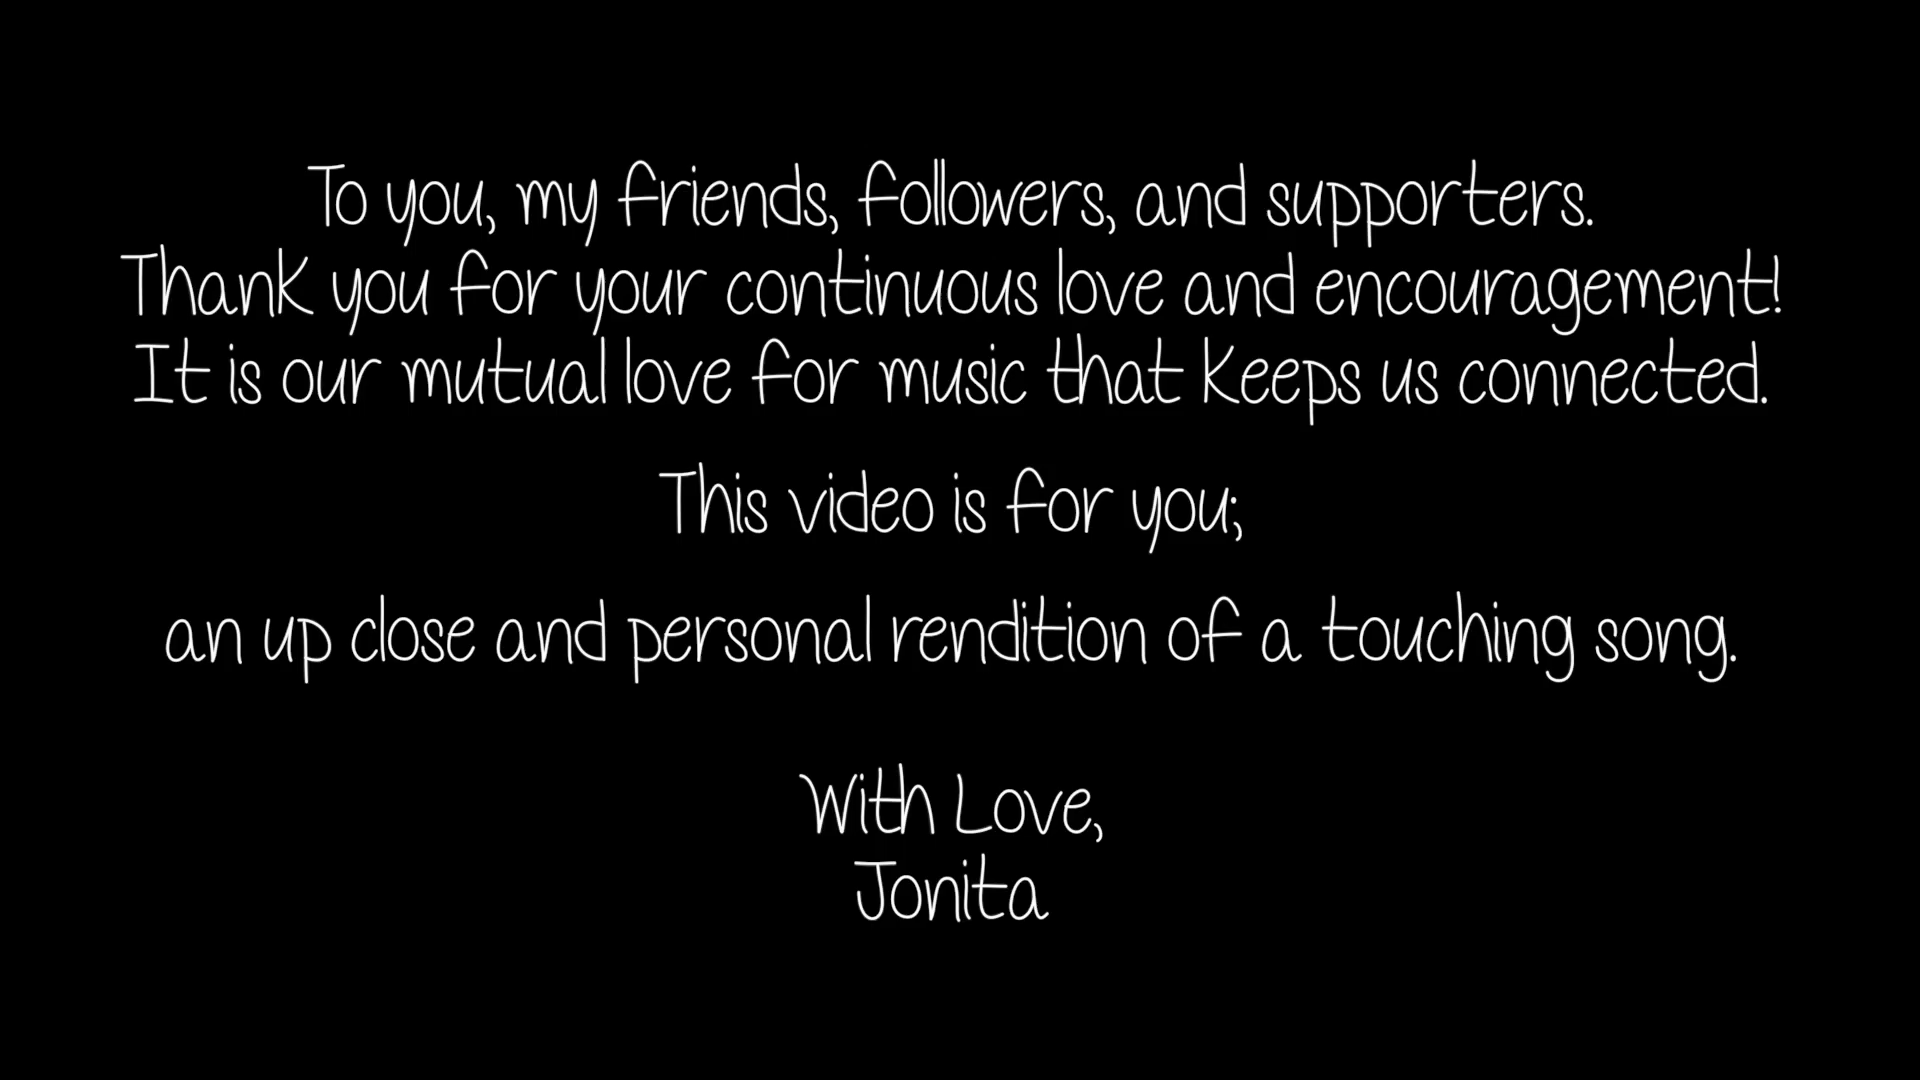 To you, my friends, followers, and supporters.
Thank you for your continuous love and encouragement!
It is our mutual love for music that keeps us connected.
This video is for you;
an up close and personal rendition of a touching song.
With Love,
Jonita